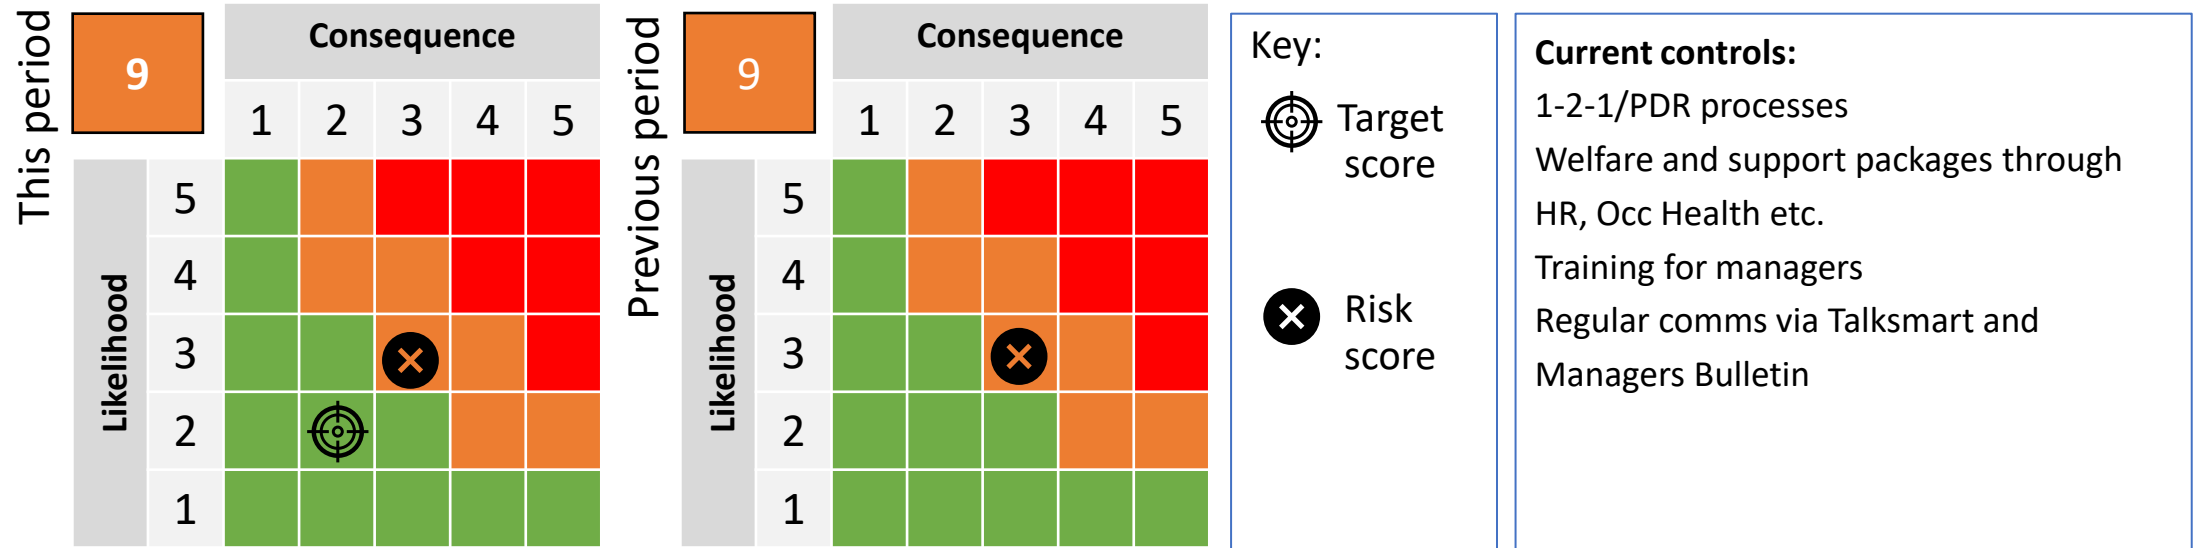 This period
9
Consequence
1 2 3 4 5
Likelihood
5
4
3
2
1
Previous period
9
Consequence
1 2 3 4 5
Likelihood
5
4
3
2
1
Key:
Target
score
Risk
score
Current controls:
1-2-1/PDR processes
Welfare and support packages through
HR, Occ Health etc.
Training for managers
Regular comms via Talksmart and
Managers Bulletin